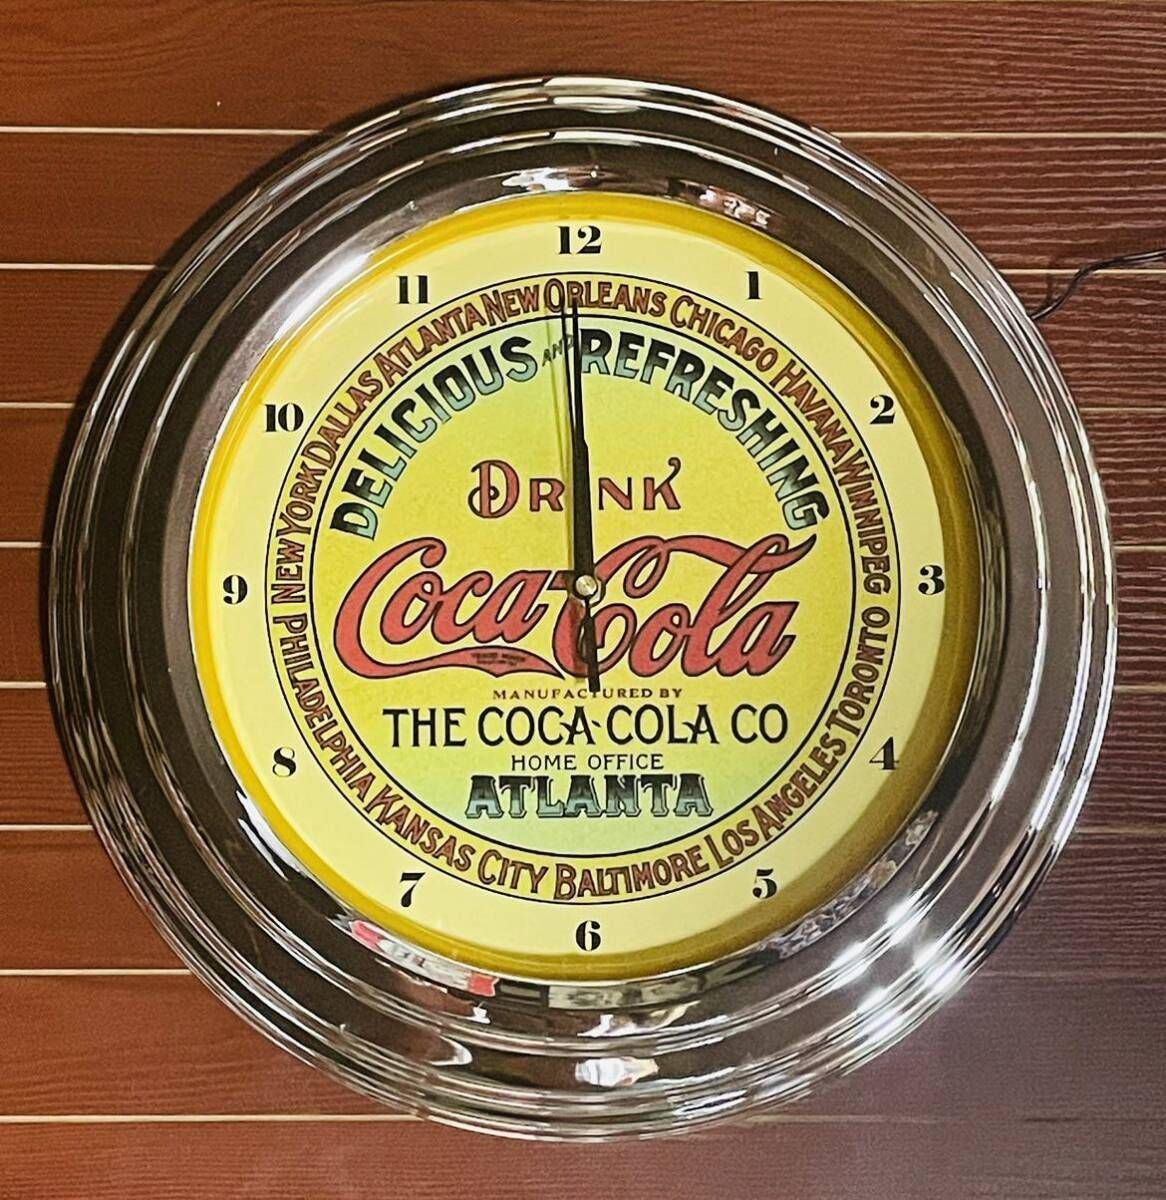 12
1
2
3
4
5
6
7
8
9
10
11
NEW ORLEANS CHICAGO HAVANA WINNIPEG TORONTO LOS ANGELES BALTIMORE KANSAS CITY PHILADELPHIA NEW YORK DALLAS ATLANTA
DELICIOUS AND REFRESHING
DRINK
Coca-Cola
MANUFACTURED BY
THE COCA-COLA CO
HOME OFFICE
ATLANTA